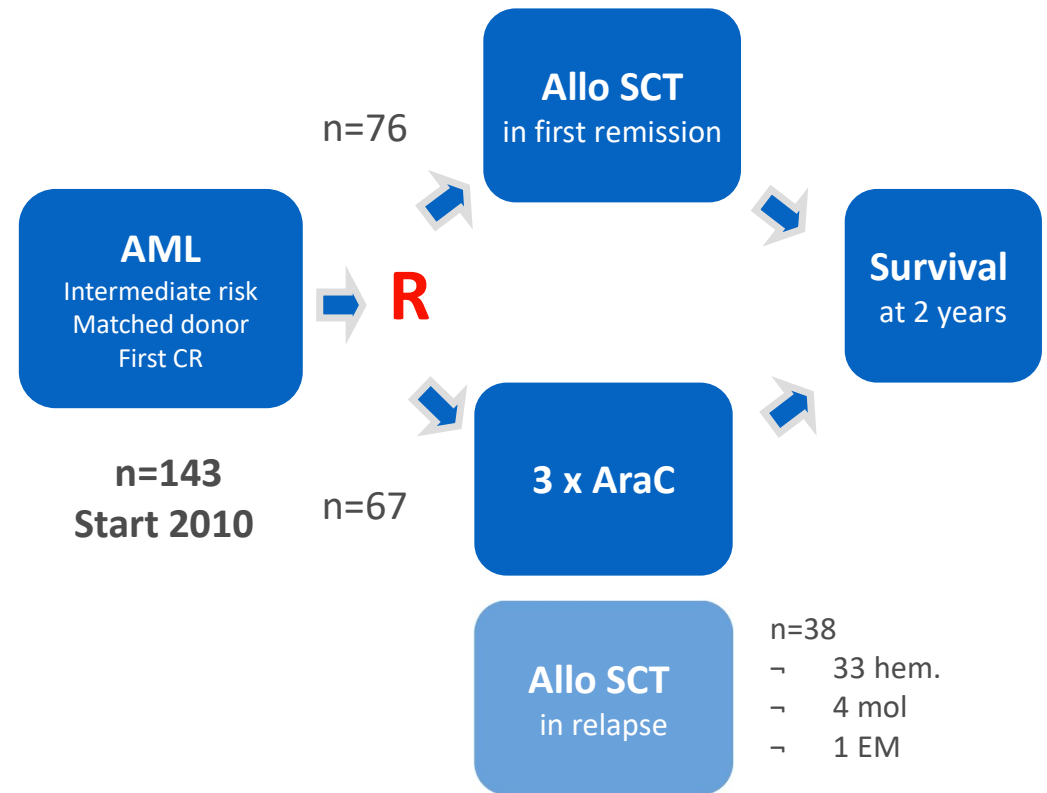 n=76
Allo SCT
in first remission
AML
Intermediate risk
Matched donor
First CR
R
Survival
at 2 years
n=143
Start 2010
n=67
3 x AraC
Allo SCT
in relapse
n=38
¬ 33 hem.
¬ 4 mol
¬ 1 EM